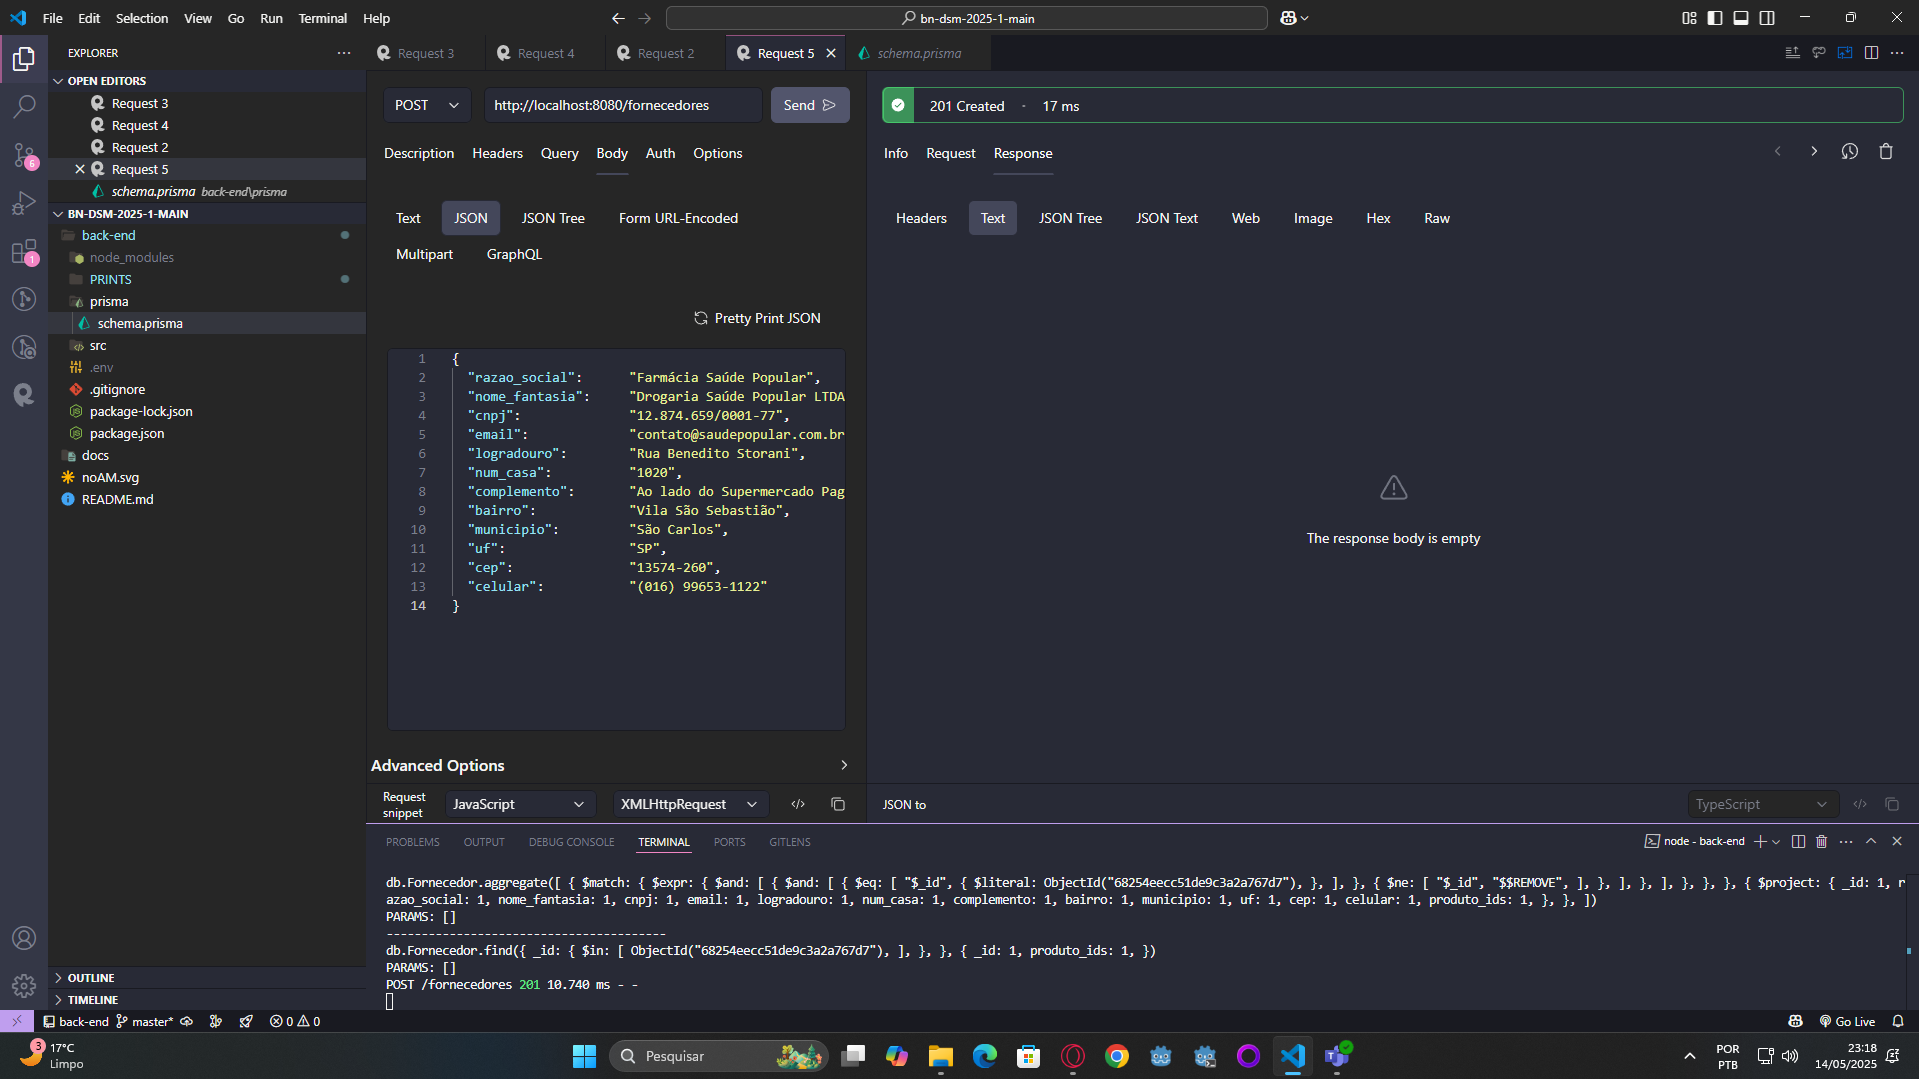 File Edit Selection View Go Run Terminal Help
bn-dsm-2025-1-main
EXPLORER
Request 3
Request 4
Request 2
Request 5
schema.prisma
OPEN EDITORS
Request 3
Request 4
Request 2
Request 5
schema.prisma back-end\prisma
BN-DSM-2025-1-MAIN
back-end
node_modules
PRINTS
prisma
schema.prisma
src
.env
.gitignore
package-lock.json
package.json
docs
noAM.svg
README.md
OUTLINE
TIMELINE
6
1
POST
http://localhost:8080/fornecedores
Send
Description Headers Query Body Auth Options
Text JSON JSON Tree Form URL-Encoded
Multipart GraphQL
Pretty Print JSON
1 {
2 "razao_social": "Farmácia Saúde Popular",
3 "nome_fantasia": "Drogaria Saúde Popular LTDA
4 "cnpj": "12.874.659/0001-77",
5 "email": "contato@saudepopular.com.br
6 "logradouro": "Rua Benedito Storani",
7 "num_casa": "1020",
8 "complemento": "Ao lado do Supermercado Pag
9 "bairro": "Vila São Sebastião",
10 "municipio": "São Carlos",
11 "uf": "SP",
12 "cep": "13574-260",
13 "celular": "(016) 99653-1122"
14 }
Advanced Options
Request snippet
JavaScript
XMLHttpRequest
201 Created - 17 ms
Info Request Response
Headers Text JSON Tree JSON Text Web Image Hex Raw
The response body is empty
JSON to
TypeScript
PROBLEMS OUTPUT DEBUG CONSOLE TERMINAL PORTS GITLENS
node - back-end
db.Fornecedor.aggregate([ { $match: { $expr: { $and: [ { $and: [ { $eq: [ "$_id", { $literal: ObjectId("68254eecc51de9c3a2a767d7"), }, ], }, { $ne: [ "$_id", "$$REMOVE", ], }, ], }, ], }, }, }, { $project: { _id: 1, r
azao_social: 1, nome_fantasia: 1, cnpj: 1, email: 1, logradouro: 1, num_casa: 1, complemento: 1, bairro: 1, municipio: 1, uf: 1, cep: 1, celular: 1, produto_ids: 1, }, }, ])
PARAMS: []
----------------------------------------
db.Fornecedor.find({ _id: { $in: [ ObjectId("68254eecc51de9c3a2a767d7"), ], }, }, { _id: 1, produto_ids: 1, })
PARAMS: []
POST /fornecedores 201 10.740 ms - -
back-end master* 0 0
Go Live
3
17°C
Limpo
Pesquisar
POR
PTB
23:18
14/05/2025